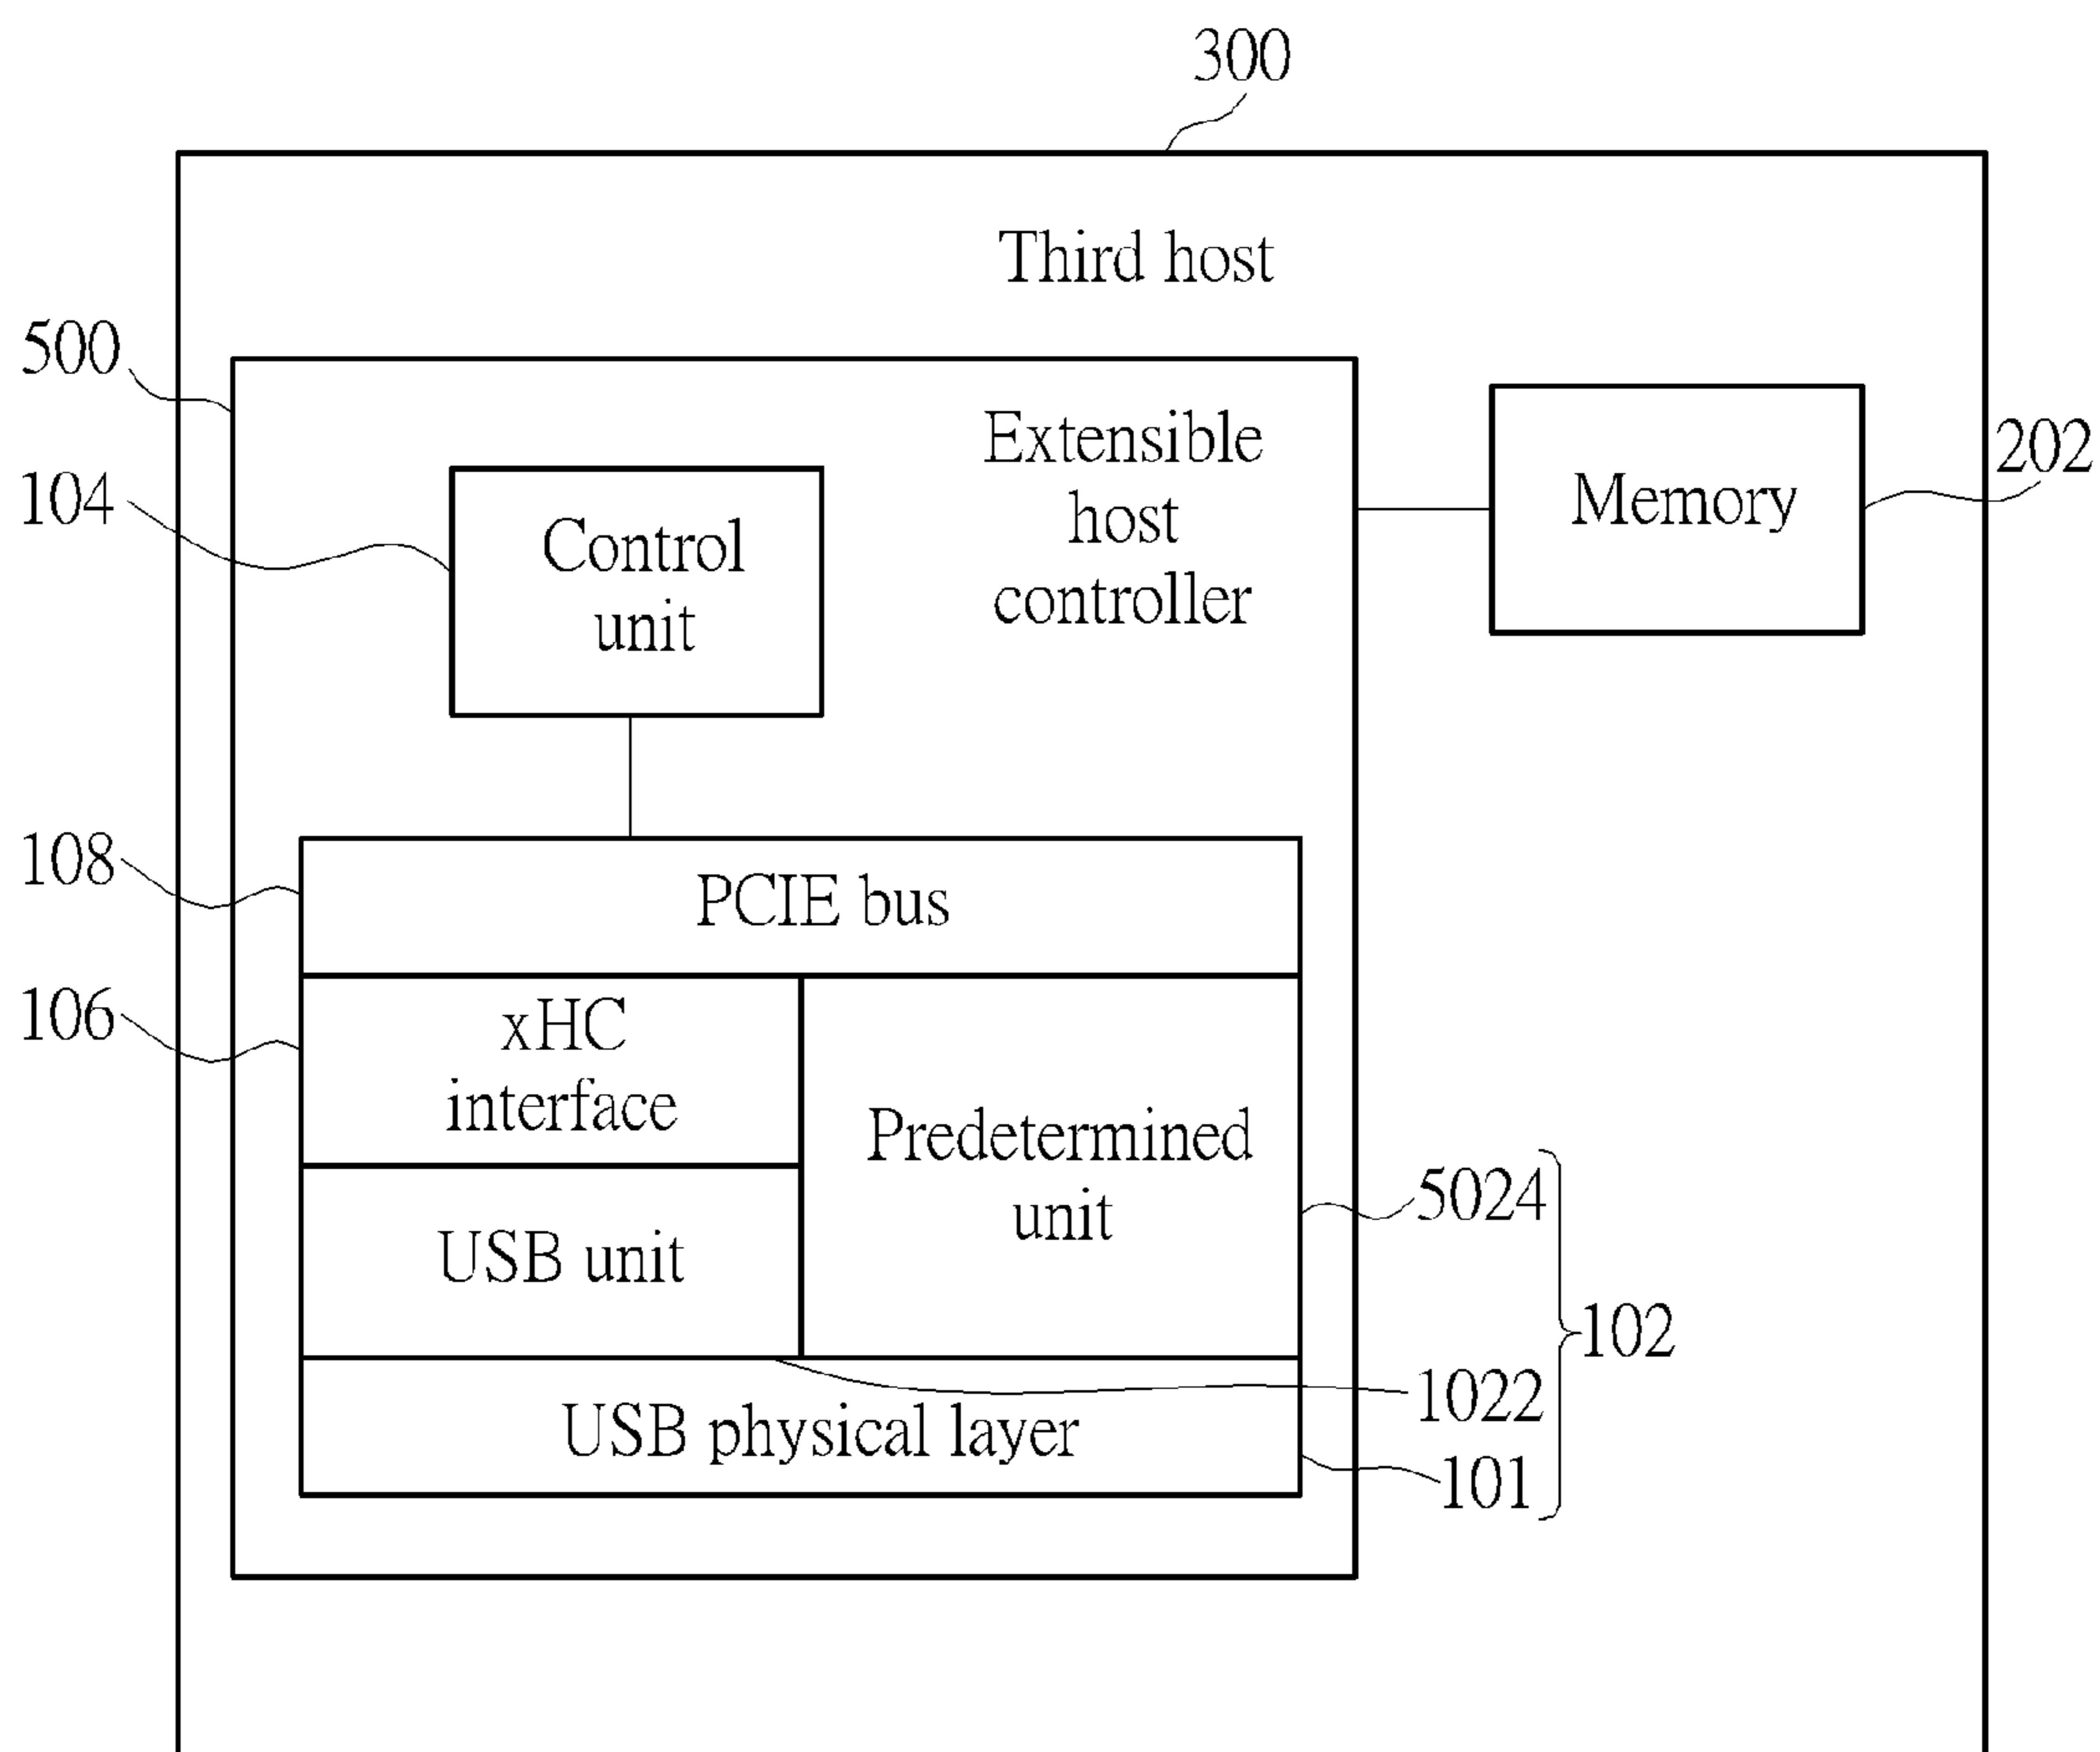 300
Third host
500
Extensible
host
controller
Memory
202
104
Control
unit
108
PCIE bus
106
xHC
interface
Predetermined
unit
5024
USB unit
102
1022
USB physical layer
101